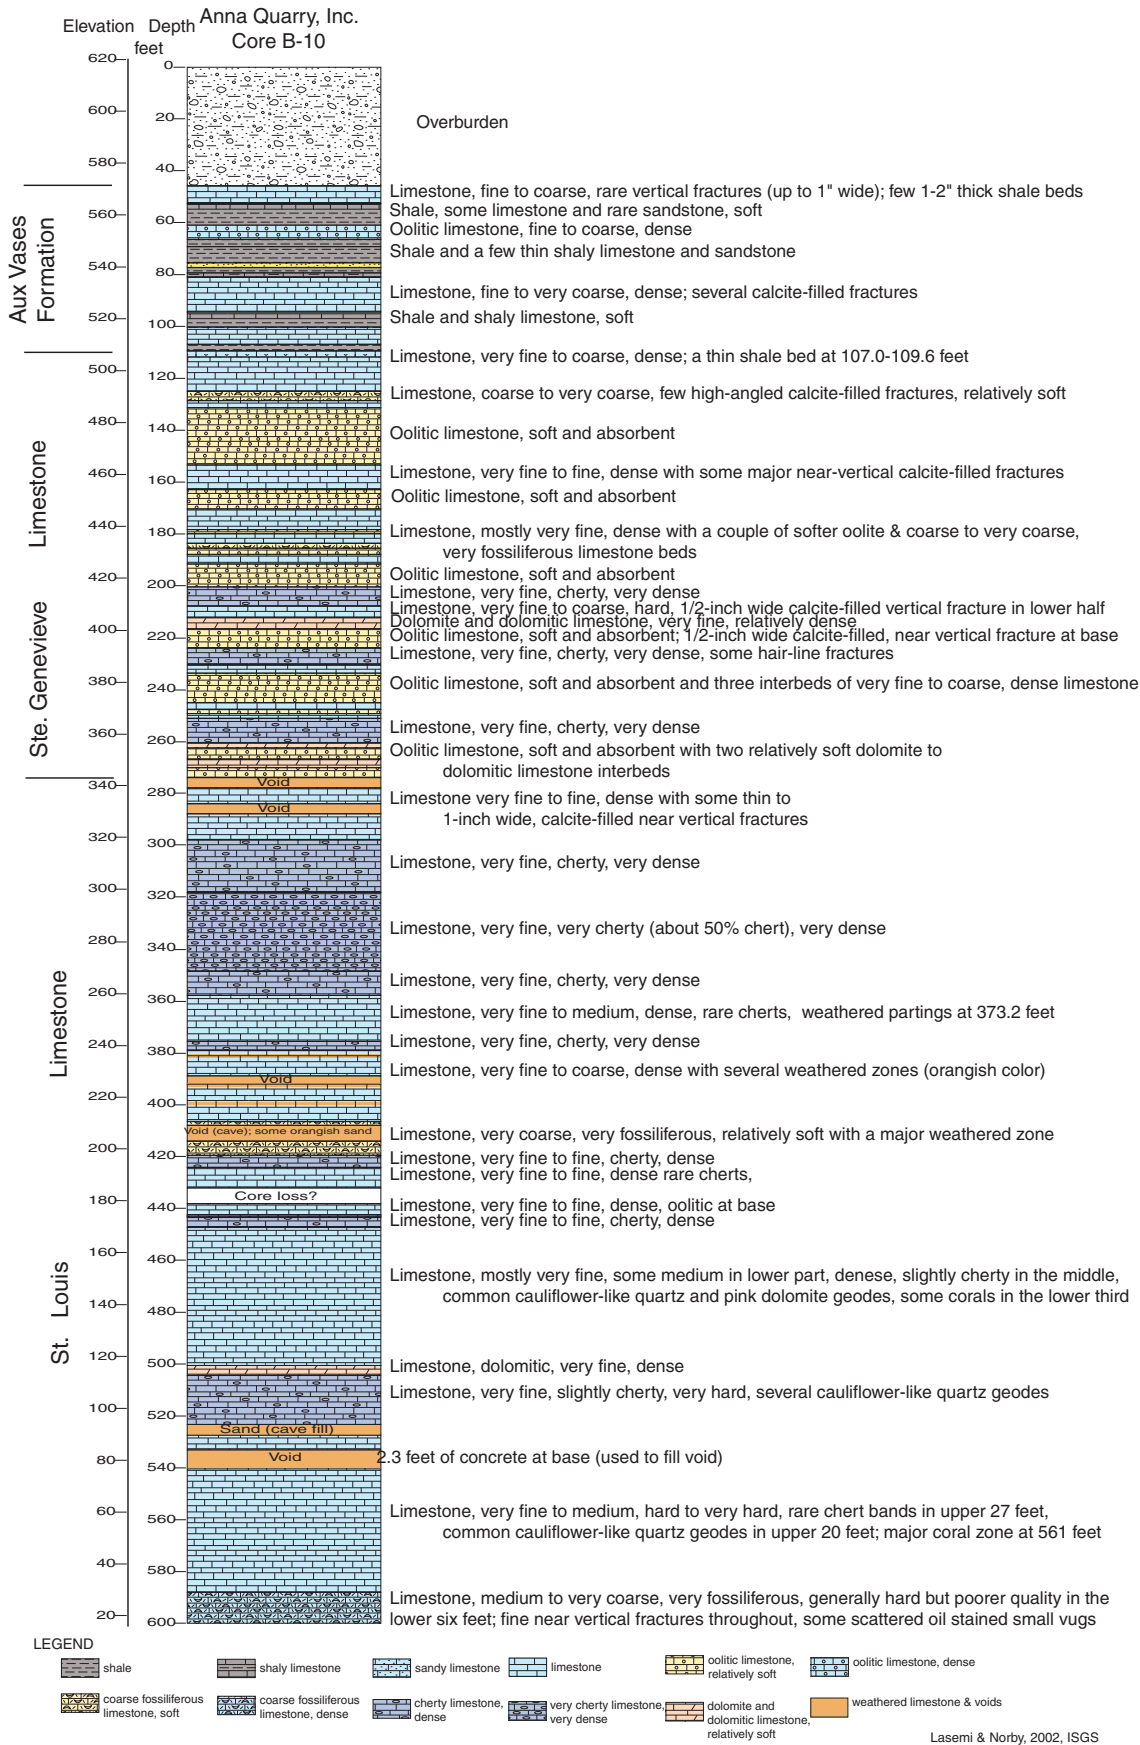 Anna Quarry, Inc.
Core B-10
Elevation
Depth
feet
620
600
580
560
540
520
500
480
460
440
420
400
380
360
340
320
300
280
260
240
220
200
180
160
140
120
100
80
60
40
20
0
20
40
60
80
100
120
140
160
180
200
220
240
260
280
300
320
340
360
380
400
420
440
460
480
500
520
540
560
580
600
Aux Vases
Formation
Ste. Genevieve Limestone
St. Louis Limestone
Overburden
Limestone, fine to coarse, rare vertical fractures (up to 1" wide); few 1-2" thick shale beds
Shale, some limestone and rare sandstone, soft
Oolitic limestone, fine to coarse, dense
Shale and a few thin shaly limestone and sandstone
Limestone, fine to very coarse, dense; several calcite-filled fractures
Shale and shaly limestone, soft
Limestone, very fine to coarse, dense; a thin shale bed at 107.0-109.6 feet
Limestone, coarse to very coarse, few high-angled calcite-filled fractures, relatively soft
Oolitic limestone, soft and absorbent
Limestone, very fine to fine, dense with some major near-vertical calcite-filled fractures
Oolitic limestone, soft and absorbent
Limestone, mostly very fine, dense with a couple of softer oolite & coarse to very coarse,
very fossiliferous limestone beds
Oolitic limestone, soft and absorbent
Limestone, very fine, cherty, very dense
Limestone, very fine to coarse, hard, 1/2-inch wide calcite-filled vertical fracture in lower half
Dolomite and dolomitic limestone, very fine, relatively dense
Oolitic limestone, soft and absorbent; 1/2-inch wide calcite-filled, near vertical fracture at base
Limestone, very fine, cherty, very dense, some hair-line fractures
Oolitic limestone, soft and absorbent and three interbeds of very fine to coarse, dense limestone
Limestone, very fine, cherty, very dense
Oolitic limestone, soft and absorbent with two relatively soft dolomite to
dolomitic limestone interbeds
Void
Limestone very fine to fine, dense with some thin to
Void
1-inch wide, calcite-filled near vertical fractures
Limestone, very fine, cherty, very dense
Limestone, very fine, very cherty (about 50% chert), very dense
Limestone, very fine, cherty, very dense
Limestone, very fine to medium, dense, rare cherts, weathered partings at 373.2 feet
Limestone, very fine, cherty, very dense
Limestone, very fine to coarse, dense with several weathered zones (orangish color)
Void
Void (cave); some orangish sand
Limestone, very coarse, very fossiliferous, relatively soft with a major weathered zone
Limestone, very fine to fine, cherty, dense
Limestone, very fine to fine, dense rare cherts,
Core loss?
Limestone, very fine to fine, dense, oolitic at base
Limestone, very fine to fine, cherty, dense
Limestone, mostly very fine, some medium in lower part, denese, slightly cherty in the middle,
common cauliflower-like quartz and pink dolomite geodes, some corals in the lower third
Limestone, dolomitic, very fine, dense
Limestone, very fine, slightly cherty, very hard, several cauliflower-like quartz geodes
Sand (cave fill)
Void
2.3 feet of concrete at base (used to fill void)
Limestone, very fine to medium, hard to very hard, rare chert bands in upper 27 feet,
common cauliflower-like quartz geodes in upper 20 feet; major coral zone at 561 feet
Limestone, medium to very coarse, very fossiliferous, generally hard but poorer quality in the
lower six feet; fine near vertical fractures throughout, some scattered oil stained small vugs
LEGEND
shale
shaly limestone
sandy limestone
limestone
oolitic limestone,
relatively soft
oolitic limestone, dense
coarse fossiliferous
limestone, soft
coarse fossiliferous
limestone, dense
cherty limestone,
dense
very cherty limestone,
very dense
dolomite and
dolomitic limestone,
relatively soft
weathered limestone & voids
Lasemi & Norby, 2002, ISGS